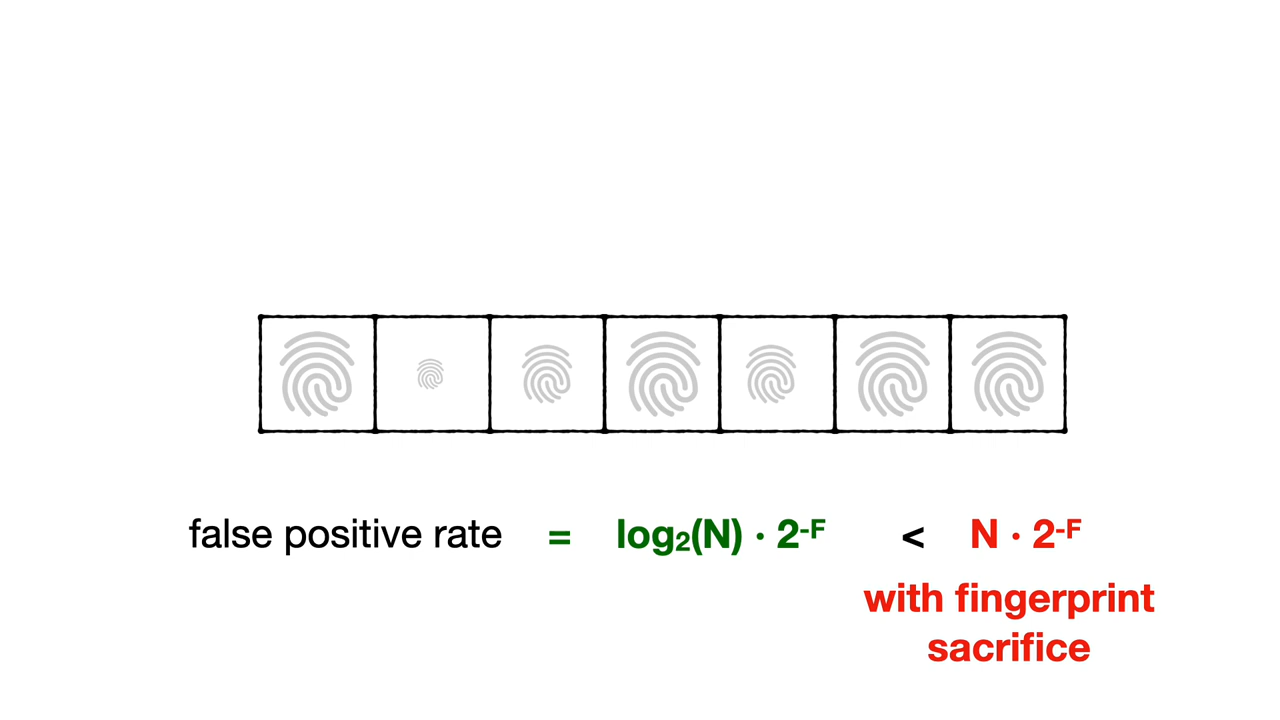 false positive rate = log₂(N) · 2⁻ᶠ < N · 2⁻ᶠ
with fingerprint
sacrifice